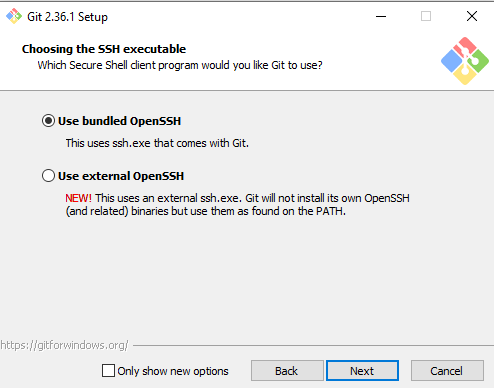 Git 2.36.1 Setup
Choosing the SSH executable
Which Secure Shell client program would you like Git to use?
Use bundled OpenSSH
This uses ssh.exe that comes with Git.
Use external OpenSSH
NEW! This uses an external ssh.exe. Git will not install its own OpenSSH
(and related) binaries but use them as found on the PATH.
https://gitforwindows.org/
Only show new options
Back
Next
Cancel